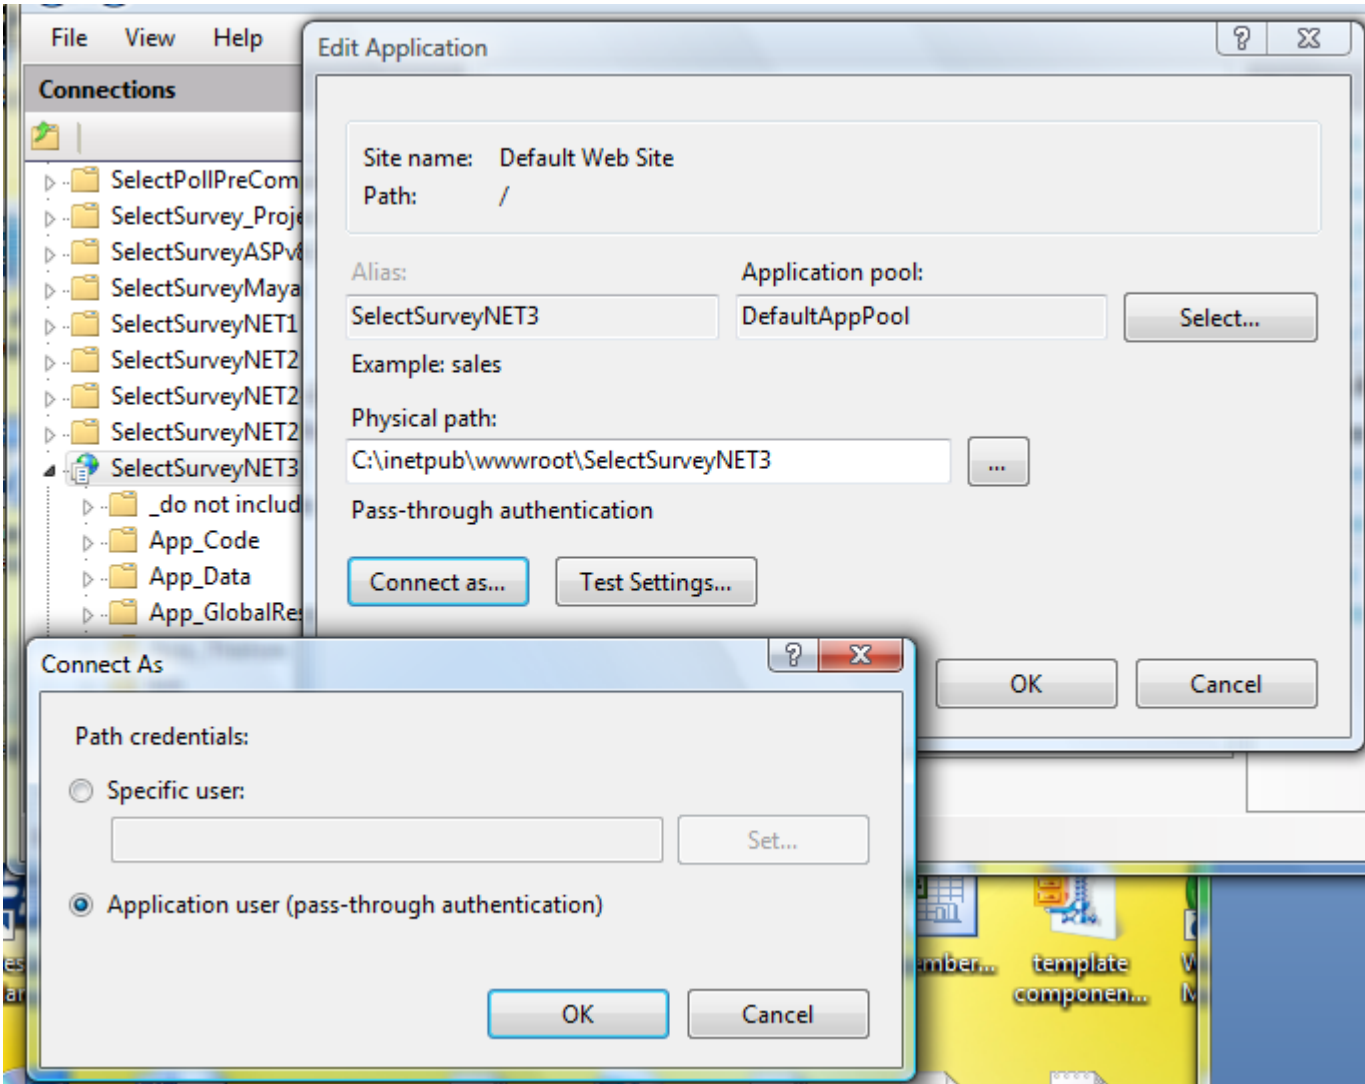 File View Help
Edit Application
Connections
Site name: Default Web Site
Path: /
SelectPollPreCom
SelectSurvey_Proje
SelectSurveyASPv
SelectSurveyMaya
SelectSurveyNET1
SelectSurveyNET2
SelectSurveyNET2
SelectSurveyNET2
SelectSurveyNET3
_do not includ
App_Code
App_Data
App_GlobalRe
Alias:
Application pool:
SelectSurveyNET3
DefaultAppPool
Select...
Example: sales
Physical path:
C:\inetpub\wwwroot\SelectSurveyNET3
...
Pass-through authentication
Connect as...
Test Settings...
OK
Cancel
Connect As
Path credentials:
Specific user:
Set...
Application user (pass-through authentication)
OK
Cancel
mber...
template
componen...